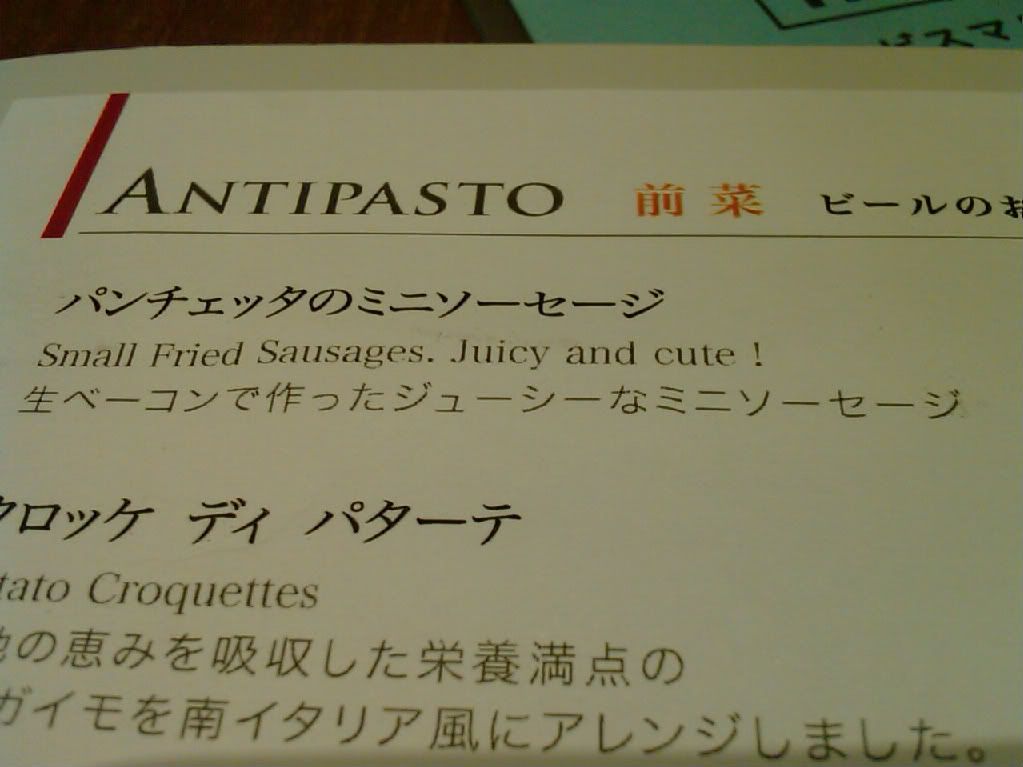 ビスマ
ANTIPASTO 前菜 ビールのお
パンチェッタのミニソーセージ
Small Fried Sausages. Juicy and cute !
生ベーコンで作ったジューシーなミニソーセージ
クロッケ ディ パターテ
tato Croquettes
地の恵みを吸収した栄養満点の
ガイモを南イタリア風にアレンジしました。